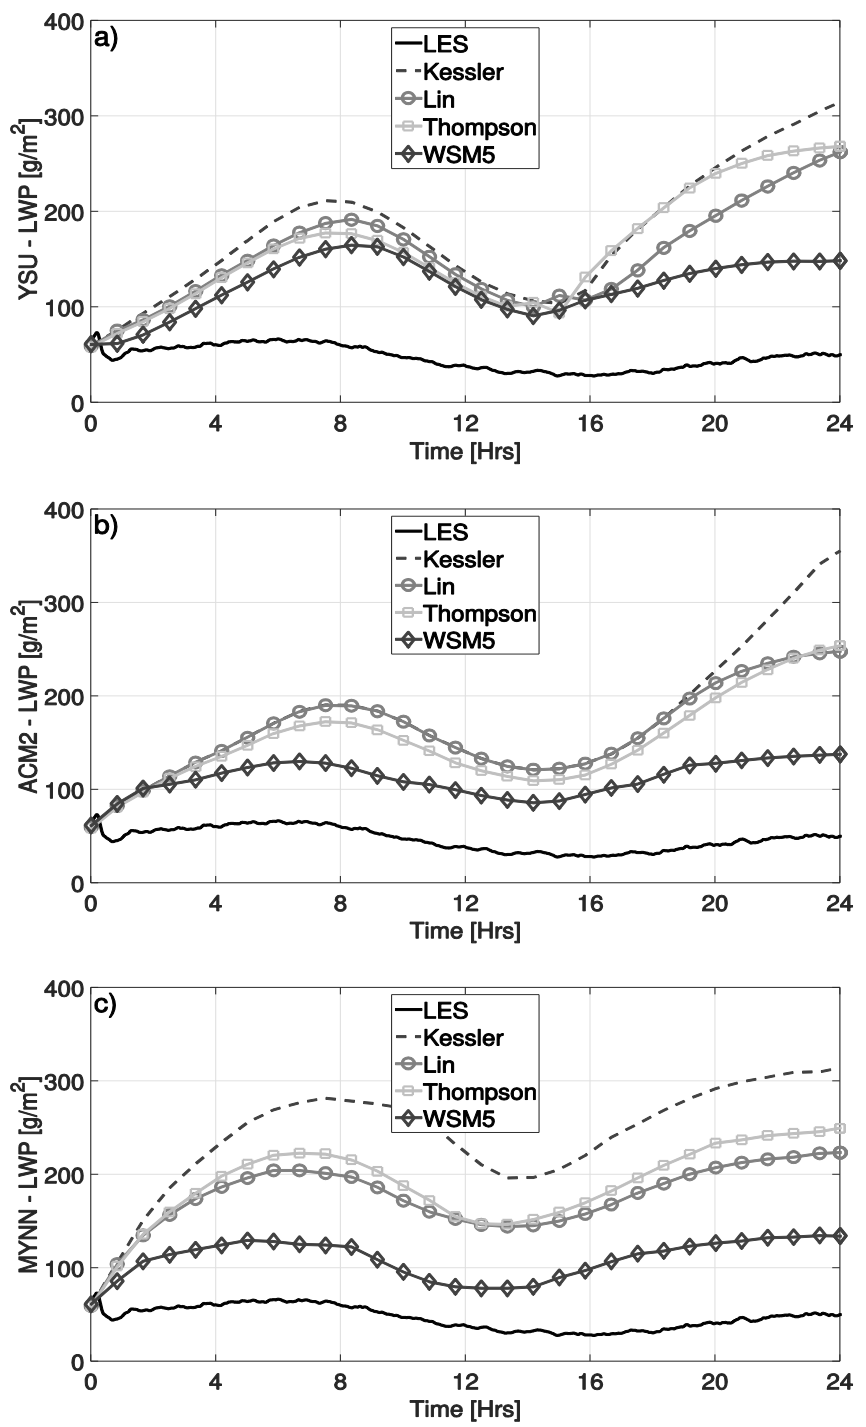 a)
LES
Kessler
Lin
Thompson
WSM5
YSU - LWP [g/m²]
400
300
200
100
0
0 4 8 12 16 20 24
Time [Hrs]
b)
LES
Kessler
Lin
Thompson
WSM5
ACM2 - LWP [g/m²]
400
300
200
100
0
0 4 8 12 16 20 24
Time [Hrs]
c)
LES
Kessler
Lin
Thompson
WSM5
MYNN - LWP [g/m²]
400
300
200
100
0
0 4 8 12 16 20 24
Time [Hrs]